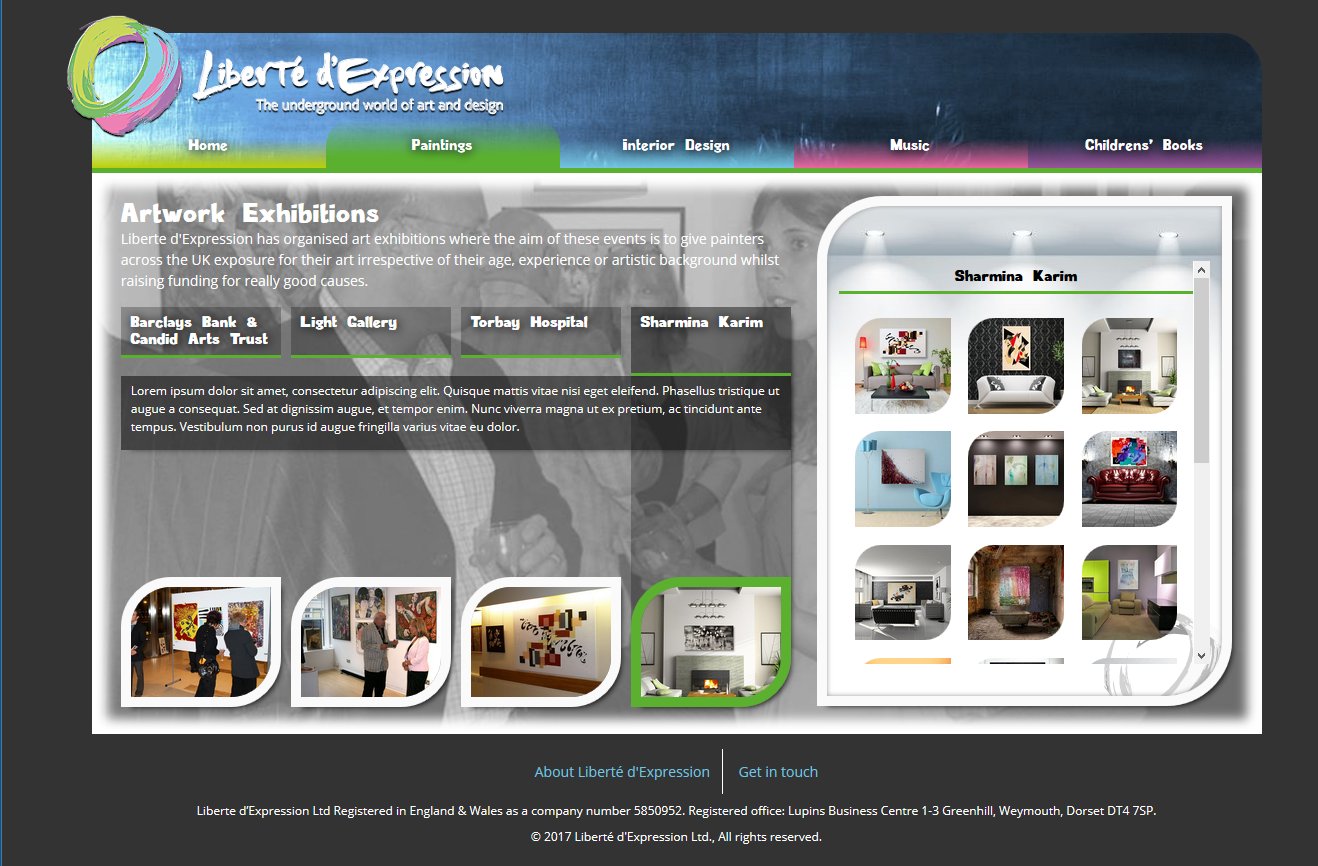 Liberté d'Expression
The underground world of art and design
Home
Paintings
Interior Design
Music
Childrens' Books
Artwork Exhibitions
Liberte d'Expression has organised art exhibitions where the aim of these events is to give painters
across the UK exposure for their art irrespective of their age, experience or artistic background whilst
raising funding for really good causes.
Barclays Bank &
Candid Arts Trust
Light Gallery
Torbay Hospital
Sharmina Karim
Lorem ipsum dolor sit amet, consectetur adipiscing elit. Quisque mattis vitae nisi eget eleifend. Phasellus tristique ut
augue a consequat. Sed at dignissim augue, et tempor enim. Nunc viverra magna ut ex pretium, ac tincidunt ante
tempus. Vestibulum non purus id augue fringilla varius vitae eu dolor.
Sharmina Karim
About Liberté d'Expression
Get in touch
Liberte d’Expression Ltd Registered in England & Wales as a company number 5850952. Registered office: Lupins Business Centre 1-3 Greenhill, Weymouth, Dorset DT4 7SP.
© 2017 Liberté d'Expression Ltd., All rights reserved.